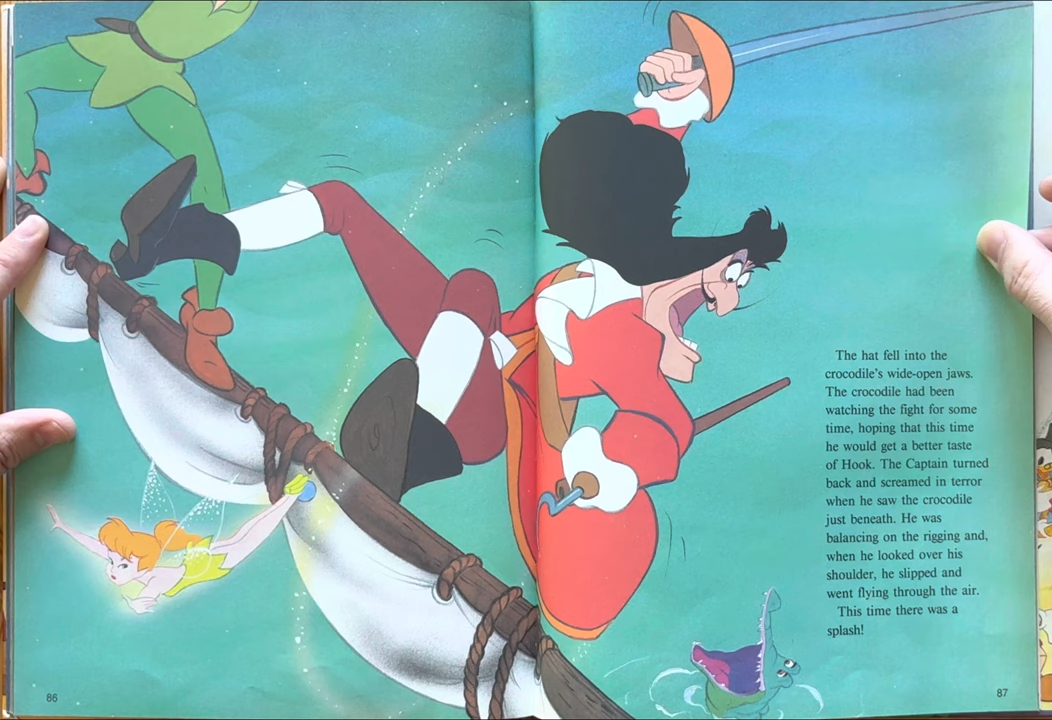 The hat fell into the
crocodile's wide-open jaws.
The crocodile had been
watching the fight for some
time, hoping that this time
he would get a better taste
of Hook. The Captain turned
back and screamed in terror
when he saw the crocodile
just beneath. He was
balancing on the rigging and,
when he looked over his
shoulder, he slipped and
went flying through the air.
This time there was a
splash!
86
87